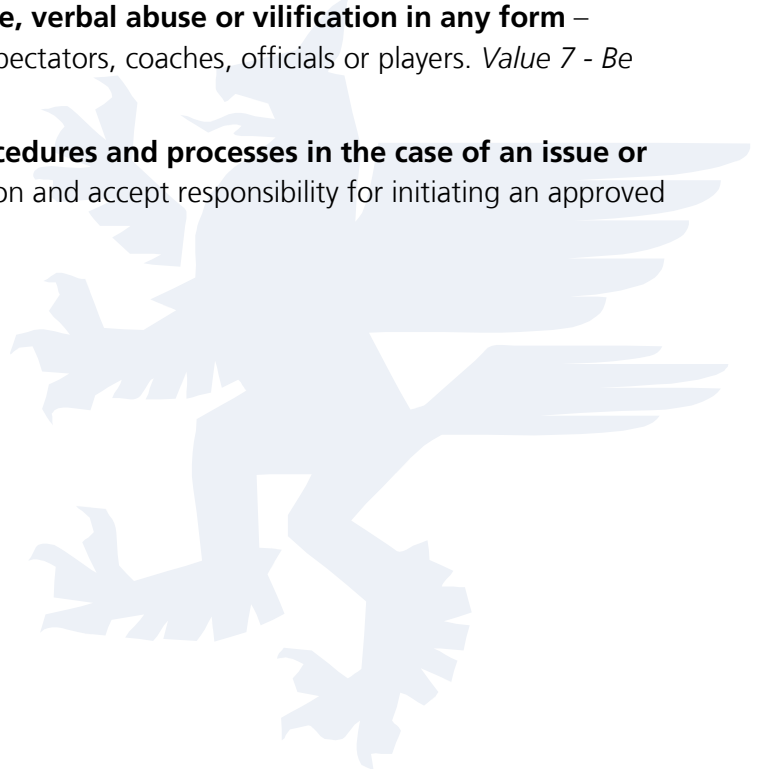 e, verbal abuse or vilification in any form –
pectators, coaches, officials or players. Value 7 - Be
cedures and processes in the case of an issue or
on and accept responsibility for initiating an approved